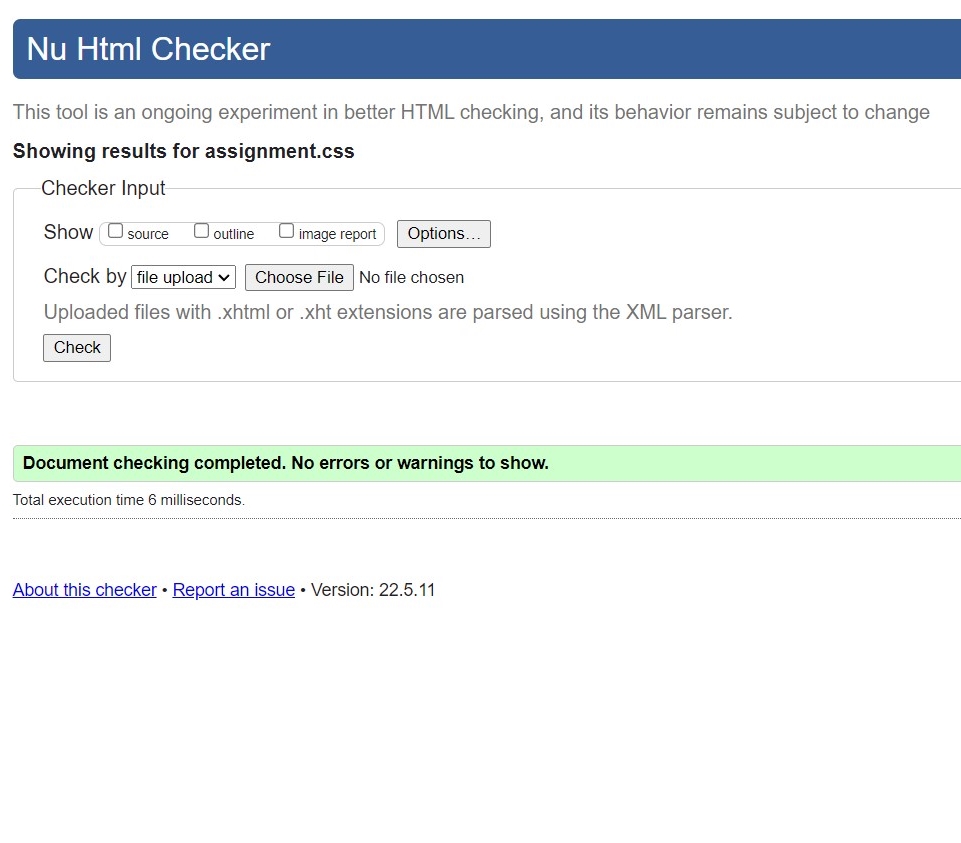 Nu Html Checker
This tool is an ongoing experiment in better HTML checking, and its behavior remains subject to change
Showing results for assignment.css
Checker Input
Show source outline image report Options…
Check by file upload Choose File No file chosen
Uploaded files with .xhtml or .xht extensions are parsed using the XML parser.
Check
Document checking completed. No errors or warnings to show.
Total execution time 6 milliseconds.
About this checker • Report an issue • Version: 22.5.11